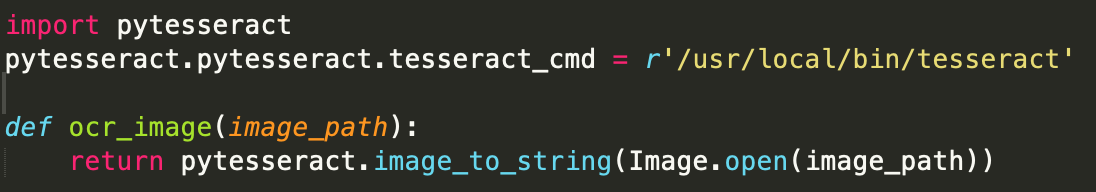 import pytesseract
pytesseract.pytesseract.tesseract_cmd = r'/usr/local/bin/tesseract'

def ocr_image(image_path):
    return pytesseract.image_to_string(Image.open(image_path))